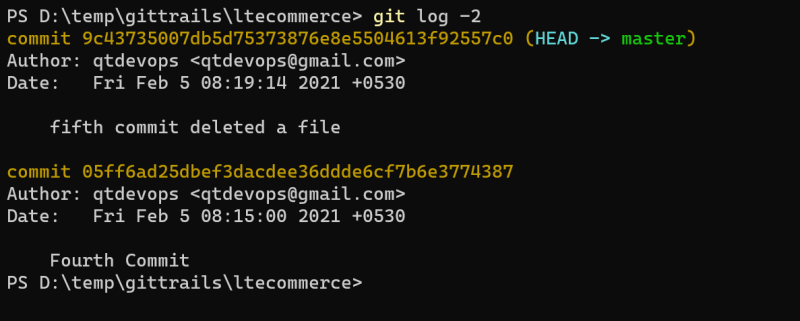 PS D:\temp\gittrails\ltecommerce> git log -2
commit 9c43735007db5d75373876e8e5504613f92557c0 (HEAD -> master)
Author: qtdevops <qtdevops@gmail.com>
Date:   Fri Feb 5 08:19:14 2021 +0530
    fifth commit deleted a file
commit 05ff6ad25dbef3dacdee36ddde6cf7b6e3774387
Author: qtdevops <qtdevops@gmail.com>
Date:   Fri Feb 5 08:15:00 2021 +0530
    Fourth Commit
PS D:\temp\gittrails\ltecommerce>